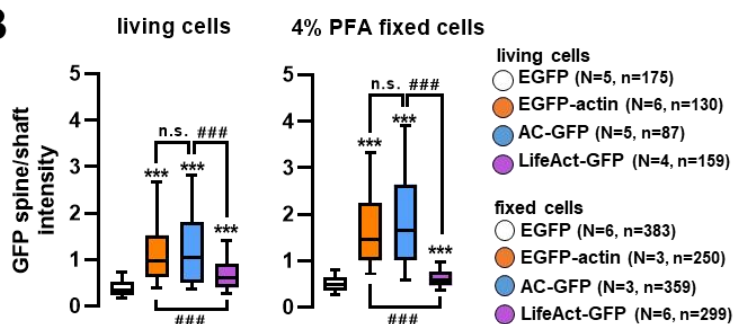 B
living cells
4% PFA fixed cells
GFP spine/shaft
intensity
5
4
3
2
1
0
n.s. ###
***
***
***
###
5
4
3
2
1
0
n.s. ###
***
***
***
###
living cells
EGFP (N=5, n=175)
EGFP-actin (N=6, n=130)
AC-GFP (N=5, n=87)
LifeAct-GFP (N=4, n=159)
fixed cells
EGFP (N=6, n=383)
EGFP-actin (N=3, n=250)
AC-GFP (N=3, n=359)
LifeAct-GFP (N=6, n=299)